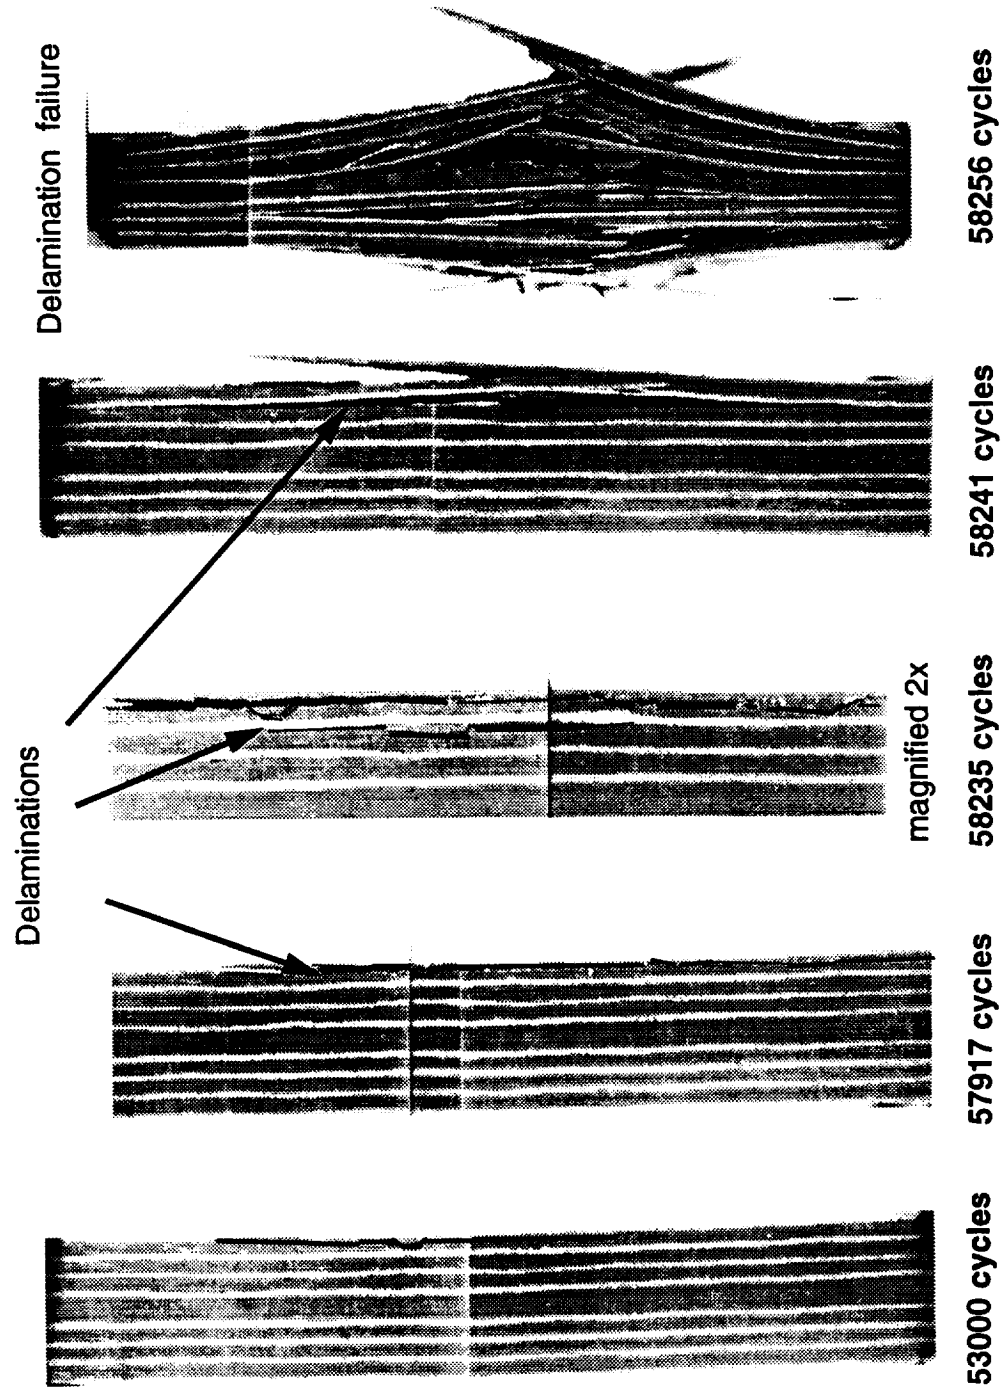 Delaminations
Delamination failure
magnified 2x
53000 cycles
57917 cycles
58235 cycles
58241 cycles
58256 cycles